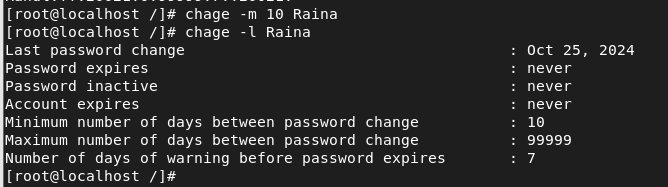 [root@localhost /]# chage -m 10 Raina
[root@localhost /]# chage -l Raina
Last password change : Oct 25, 2024
Password expires : never
Password inactive : never
Account expires : never
Minimum number of days between password change : 10
Maximum number of days between password change : 99999
Number of days of warning before password expires : 7
[root@localhost /]#